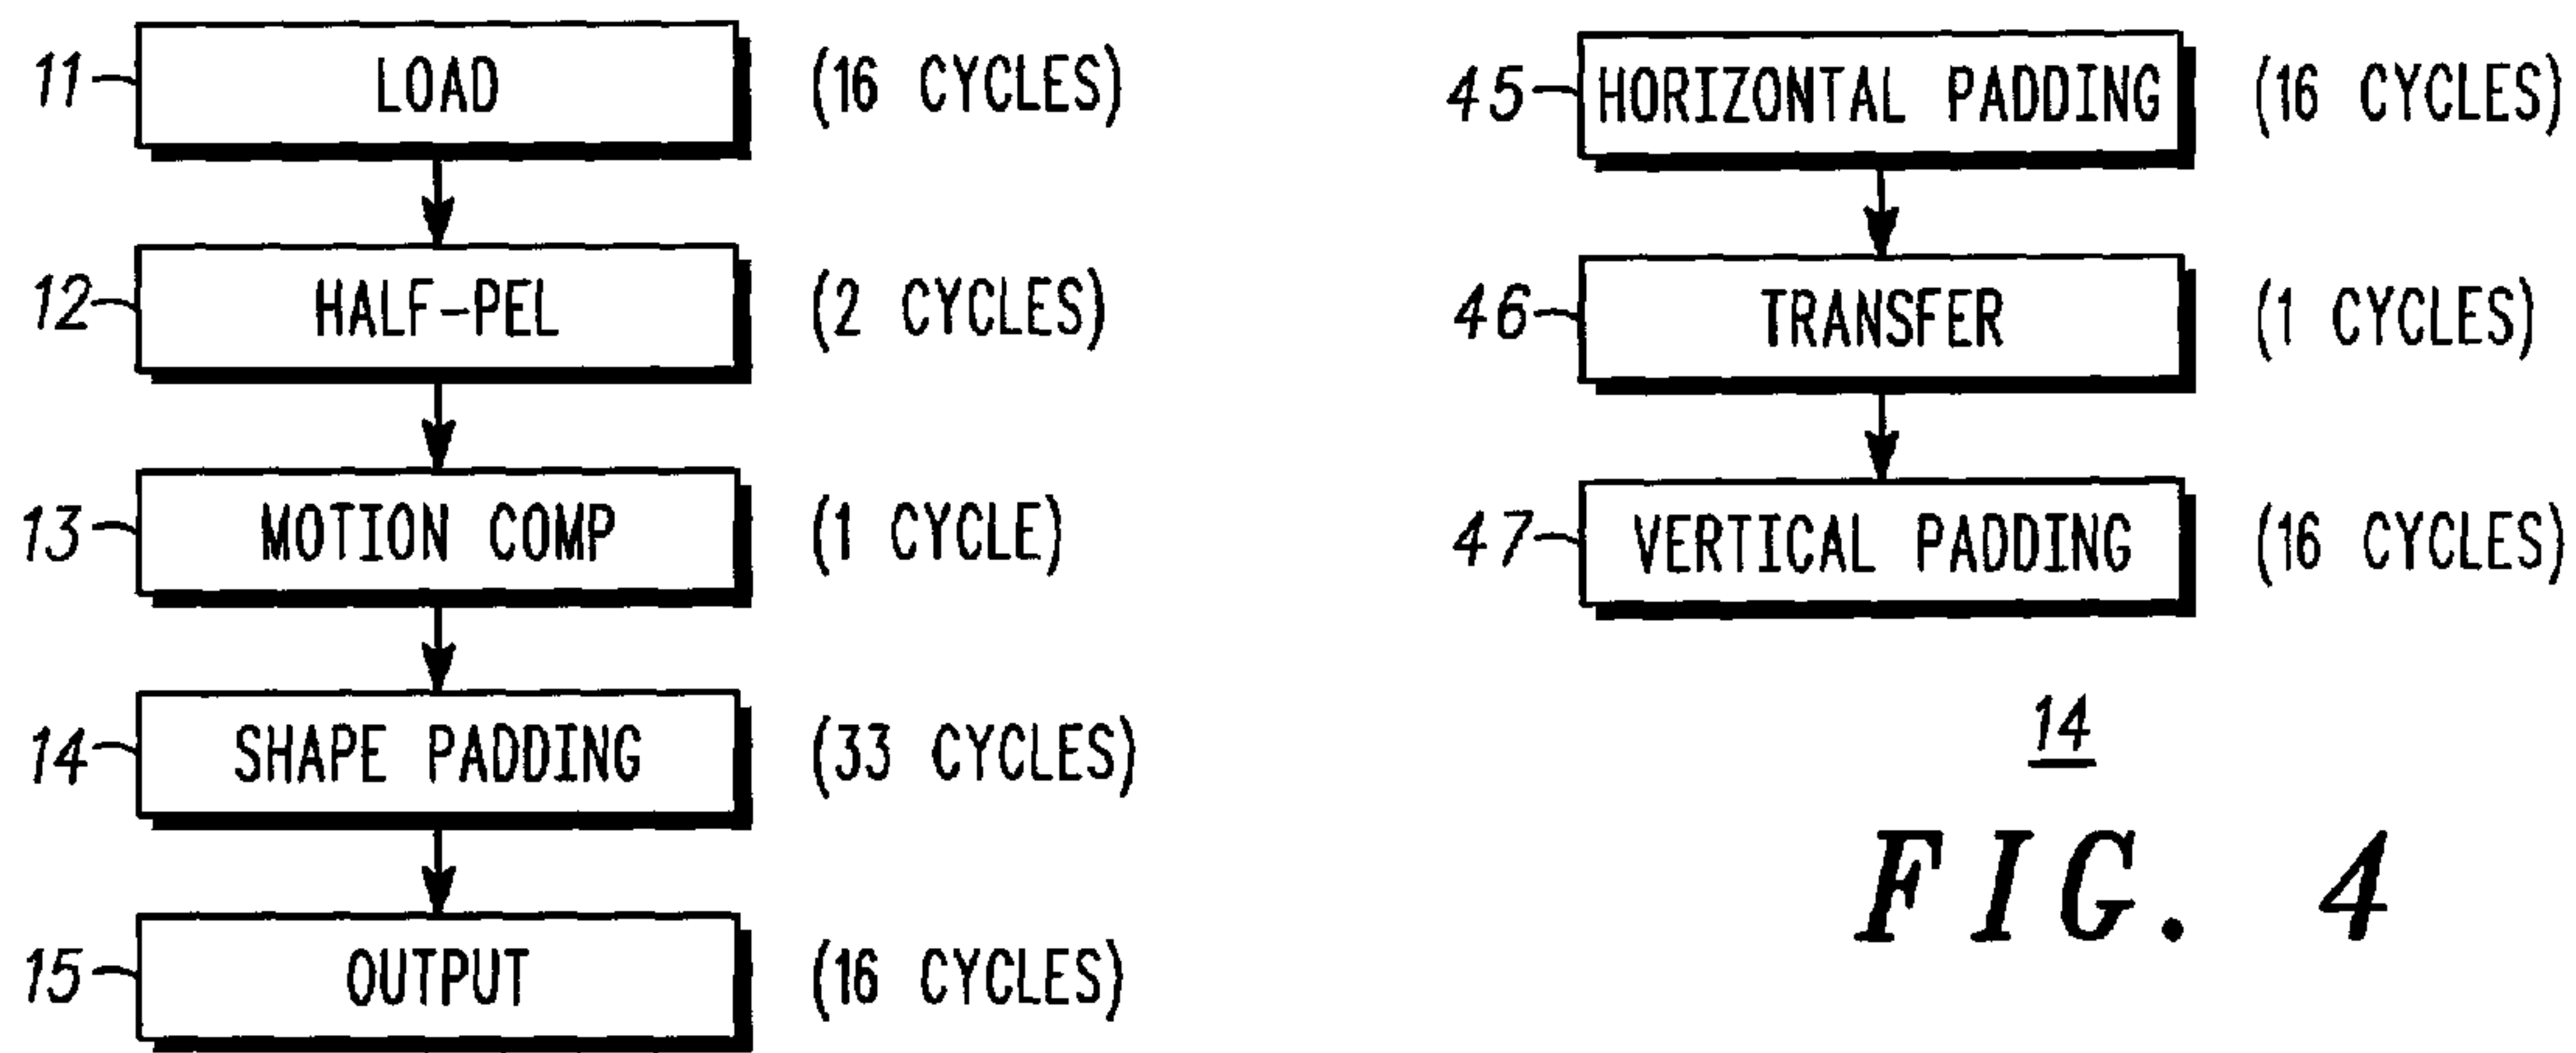 11 LOAD (16 CYCLES)
12 HALF-PEL (2 CYCLES)
13 MOTION COMP (1 CYCLE)
14 SHAPE PADDING (33 CYCLES)
15 OUTPUT (16 CYCLES)
45 HORIZONTAL PADDING (16 CYCLES)
46 TRANSFER (1 CYCLES)
47 VERTICAL PADDING (16 CYCLES)
14
FIG. 4